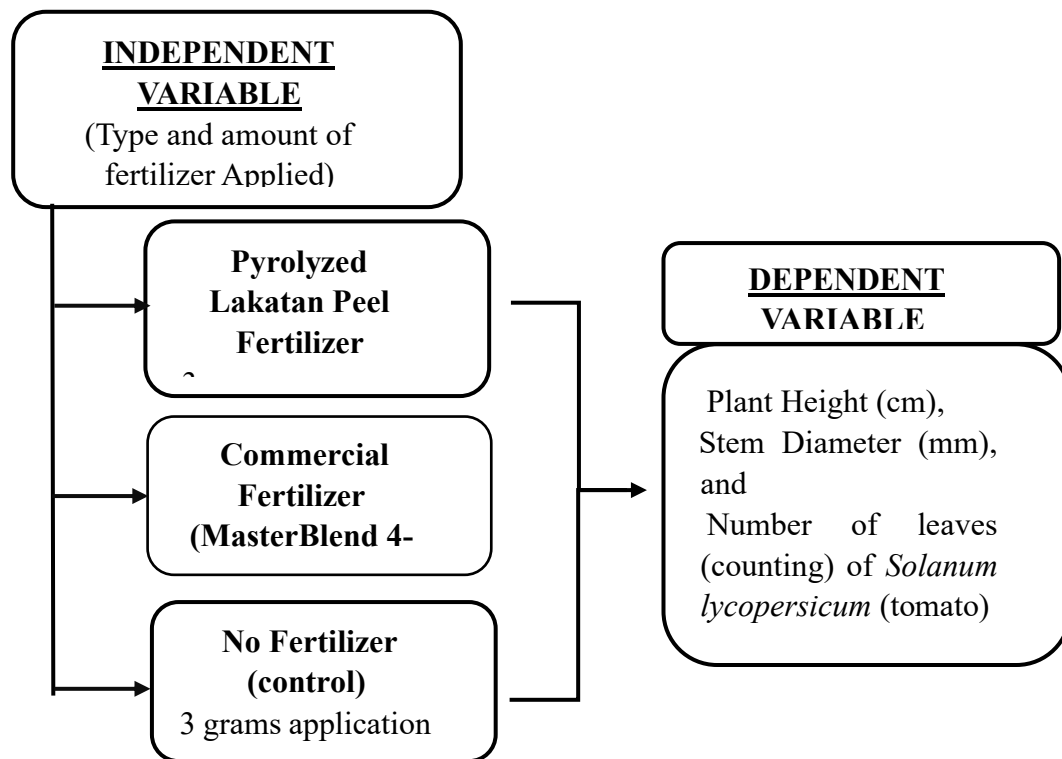 INDEPENDENT
VARIABLE
(Type and amount of
fertilizer Applied)
Pyrolyzed
Lakatan Peel
Fertilizer
Commercial
Fertilizer
(MasterBlend 4-
No Fertilizer
(control)
3 grams application
DEPENDENT
VARIABLE
Plant Height (cm),
Stem Diameter (mm),
and
Number of leaves
(counting) of Solanum
lycopersicum (tomato)